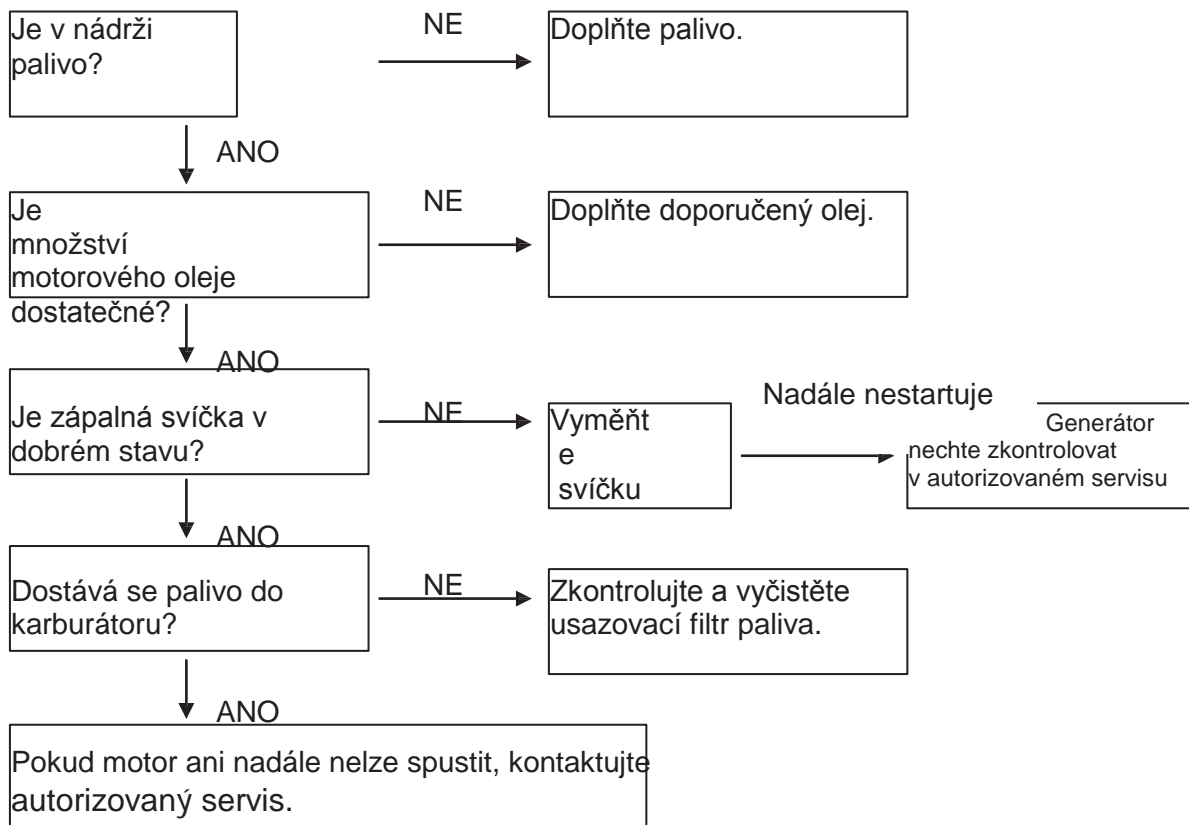 Je v nádrži
palivo?
NE
Doplňte palivo.
ANO
Je
množství
motorového oleje
dostatečné?
NE
Doplňte doporučený olej.
ANO
Je zápalná svíčka v
dobrém stavu?
NE
Vyměňt
e
svíčku
Nadále nestartuje
Generátor
nechte zkontrolovat
v autorizovaném servisu
ANO
Dostává se palivo do
karburátoru?
NE
Zkontrolujte a vyčistěte
usazovací filtr paliva.
ANO
Pokud motor ani nadále nelze spustit, kontaktujte
autorizovaný servis.